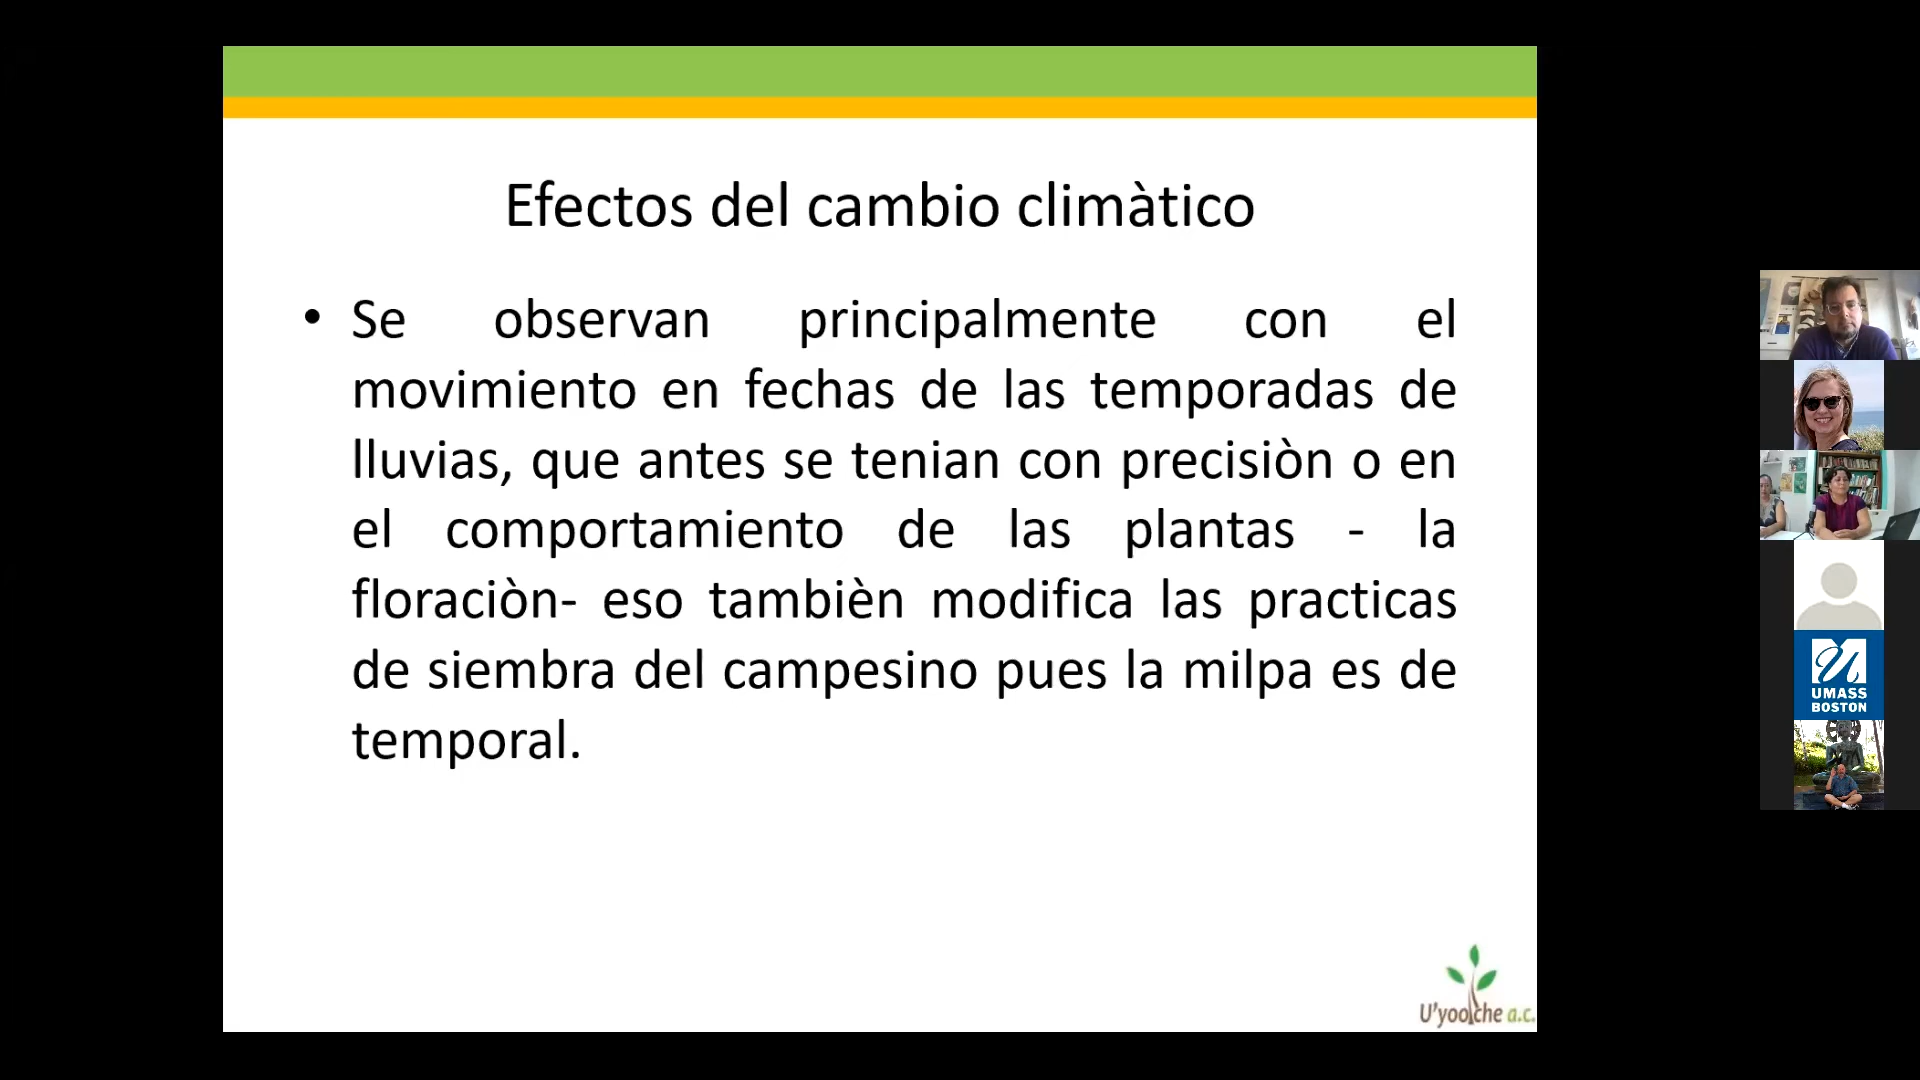 Efectos del cambio climàtico
• Se observan principalmente con el
movimiento en fechas de las temporadas de
lluvias, que antes se tenian con precisiòn o en
el comportamiento de las plantas - la
floraciòn- eso tambièn modifica las practicas
de siembra del campesino pues la milpa es de
temporal.
U'yoolche a.c.
UMASS
BOSTON